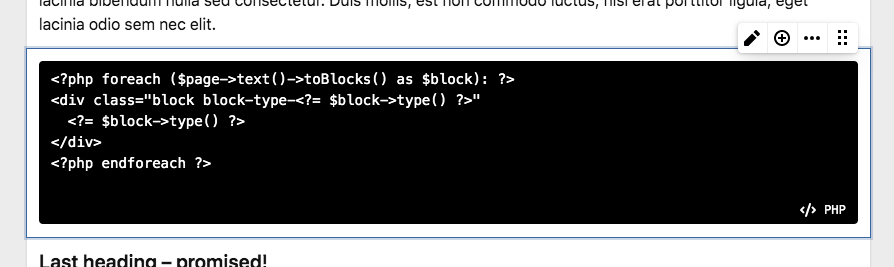 lacinia bibendum nulla sed consectetur. Duis mollis, est non commodo luctus, nisi erat porttitor ligula, eget
lacinia odio sem nec elit.
<?php foreach ($page->text()->toBlocks() as $block): ?>
<div class="block block-type-<?= $block->type() ?>"
  <?= $block->type() ?>
</div>
<?php endforeach ?>
</> PHP
Last heading – promised!